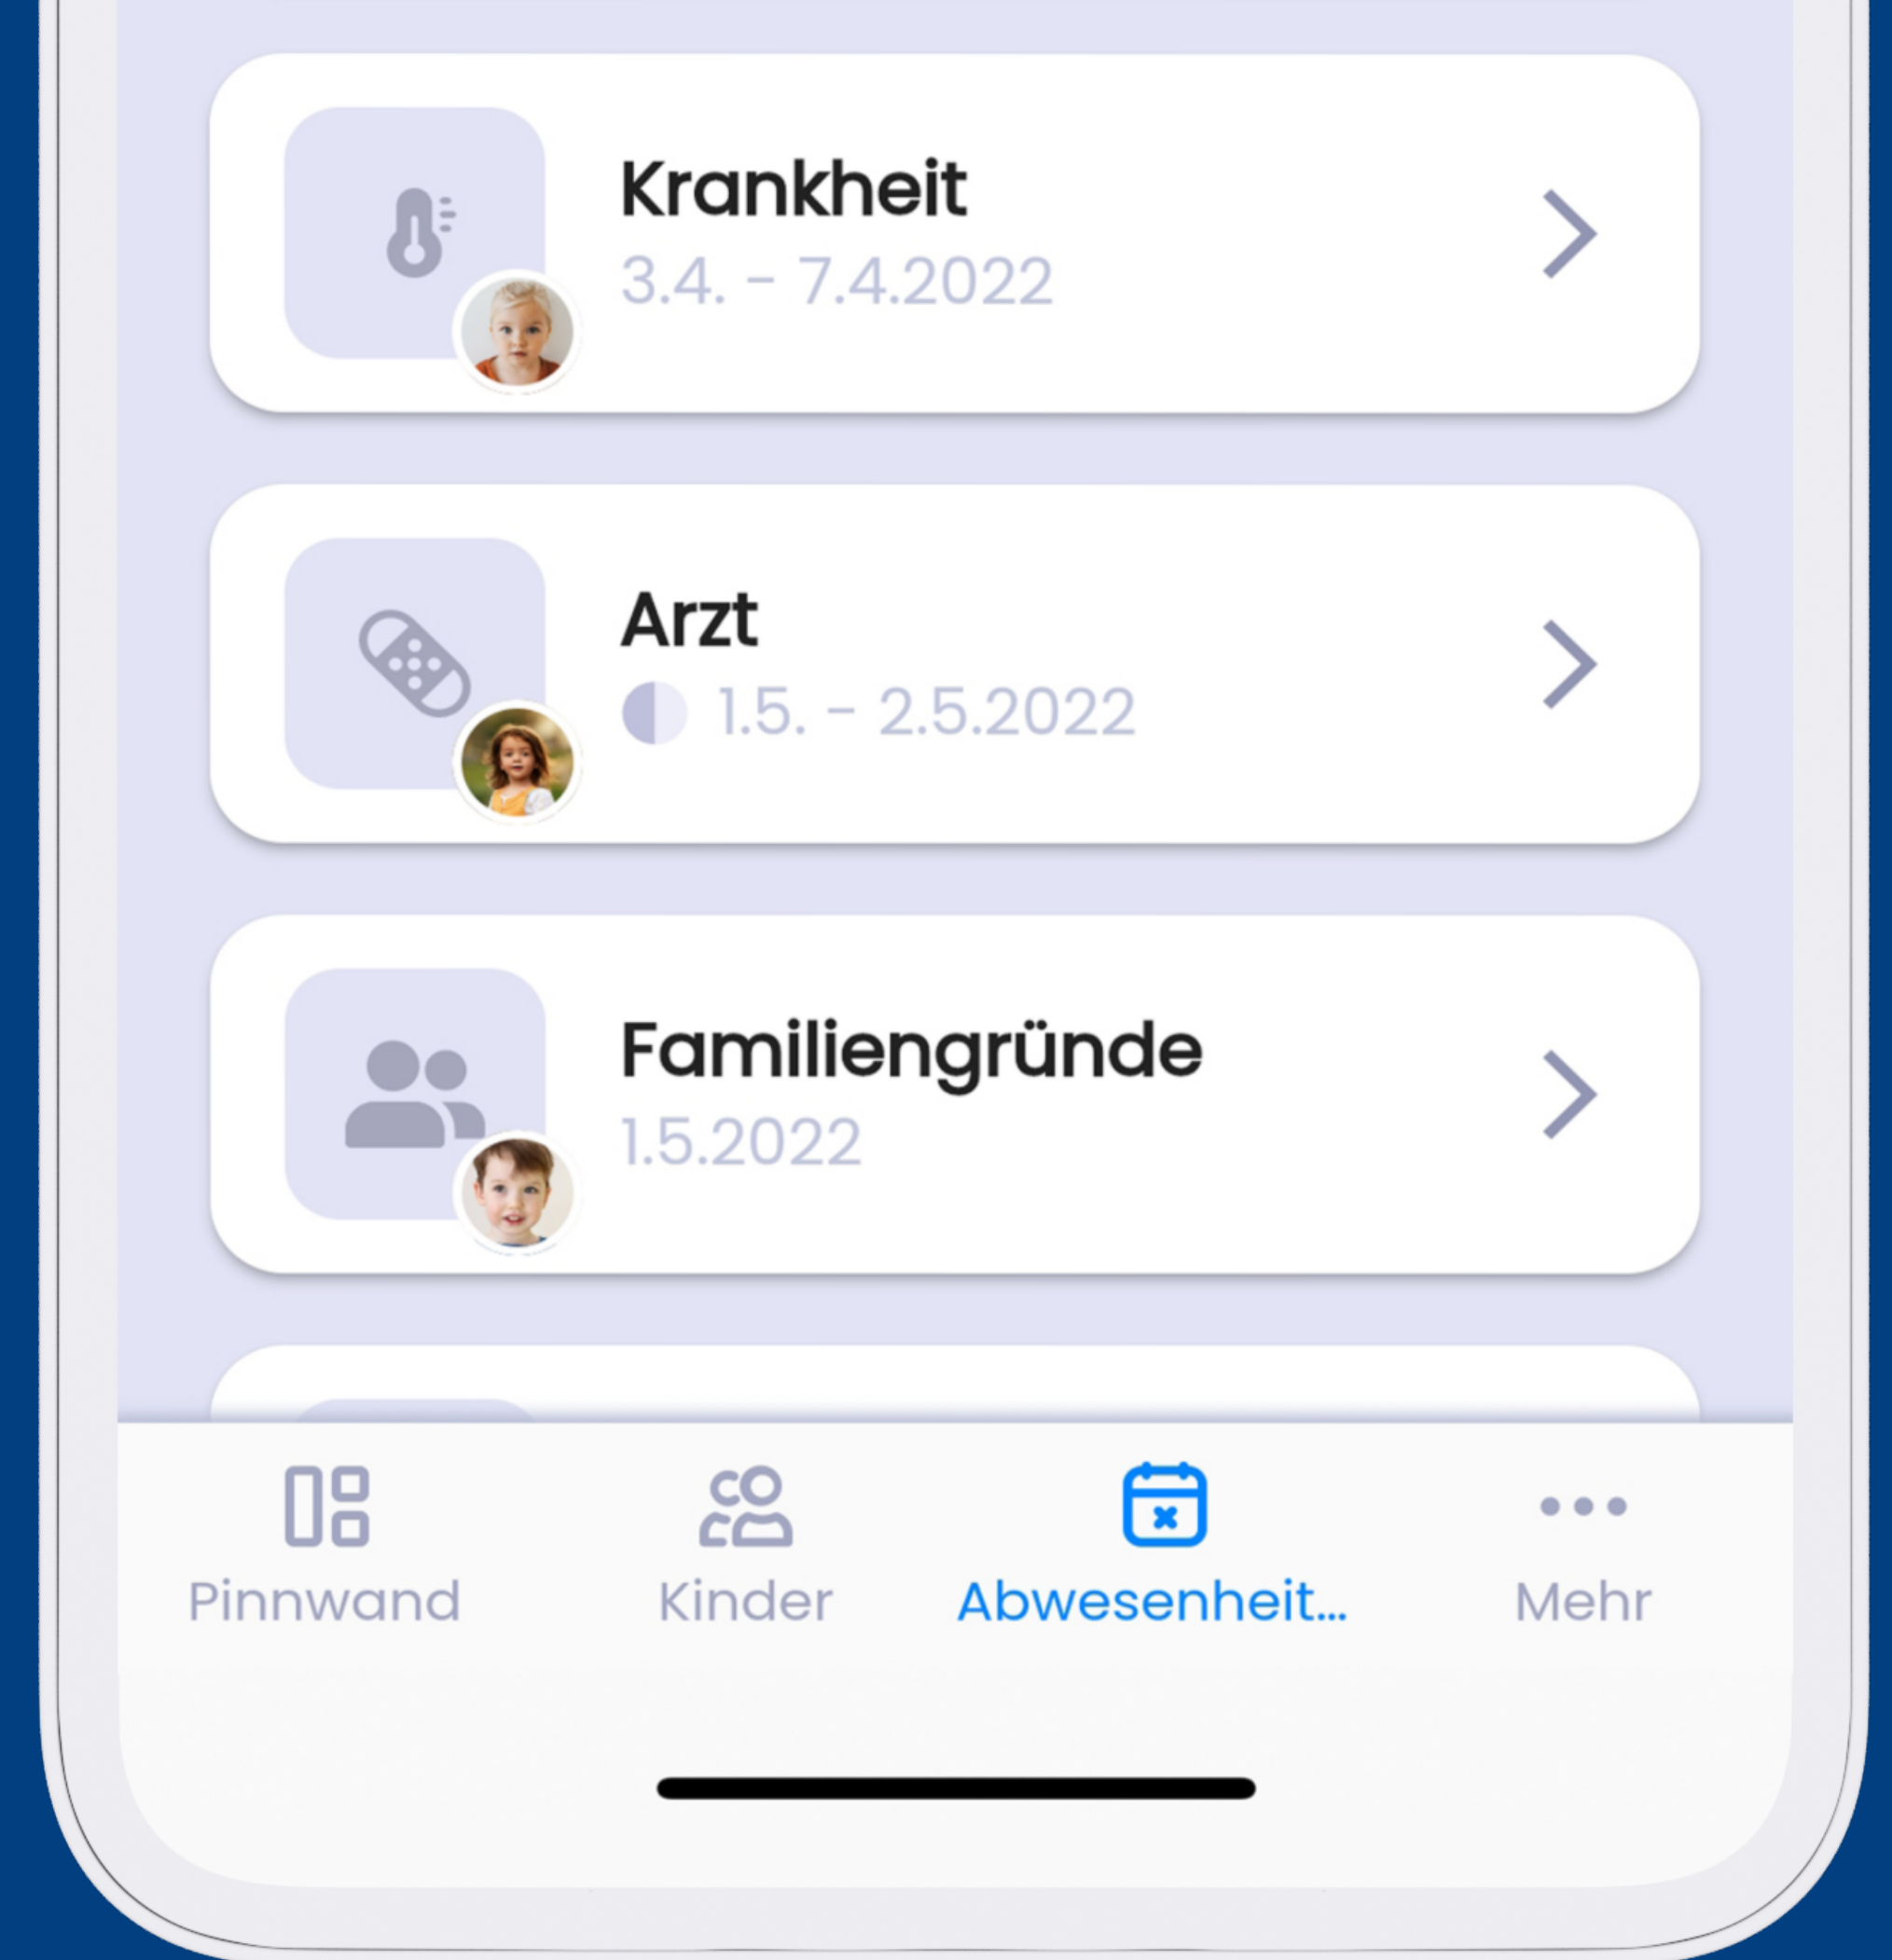 Krankheit
3.4. - 7.4.2022
Arzt
1.5. - 2.5.2022
Familiengründe
1.5.2022
Pinnwand
Kinder
Abwesenheit...
Mehr